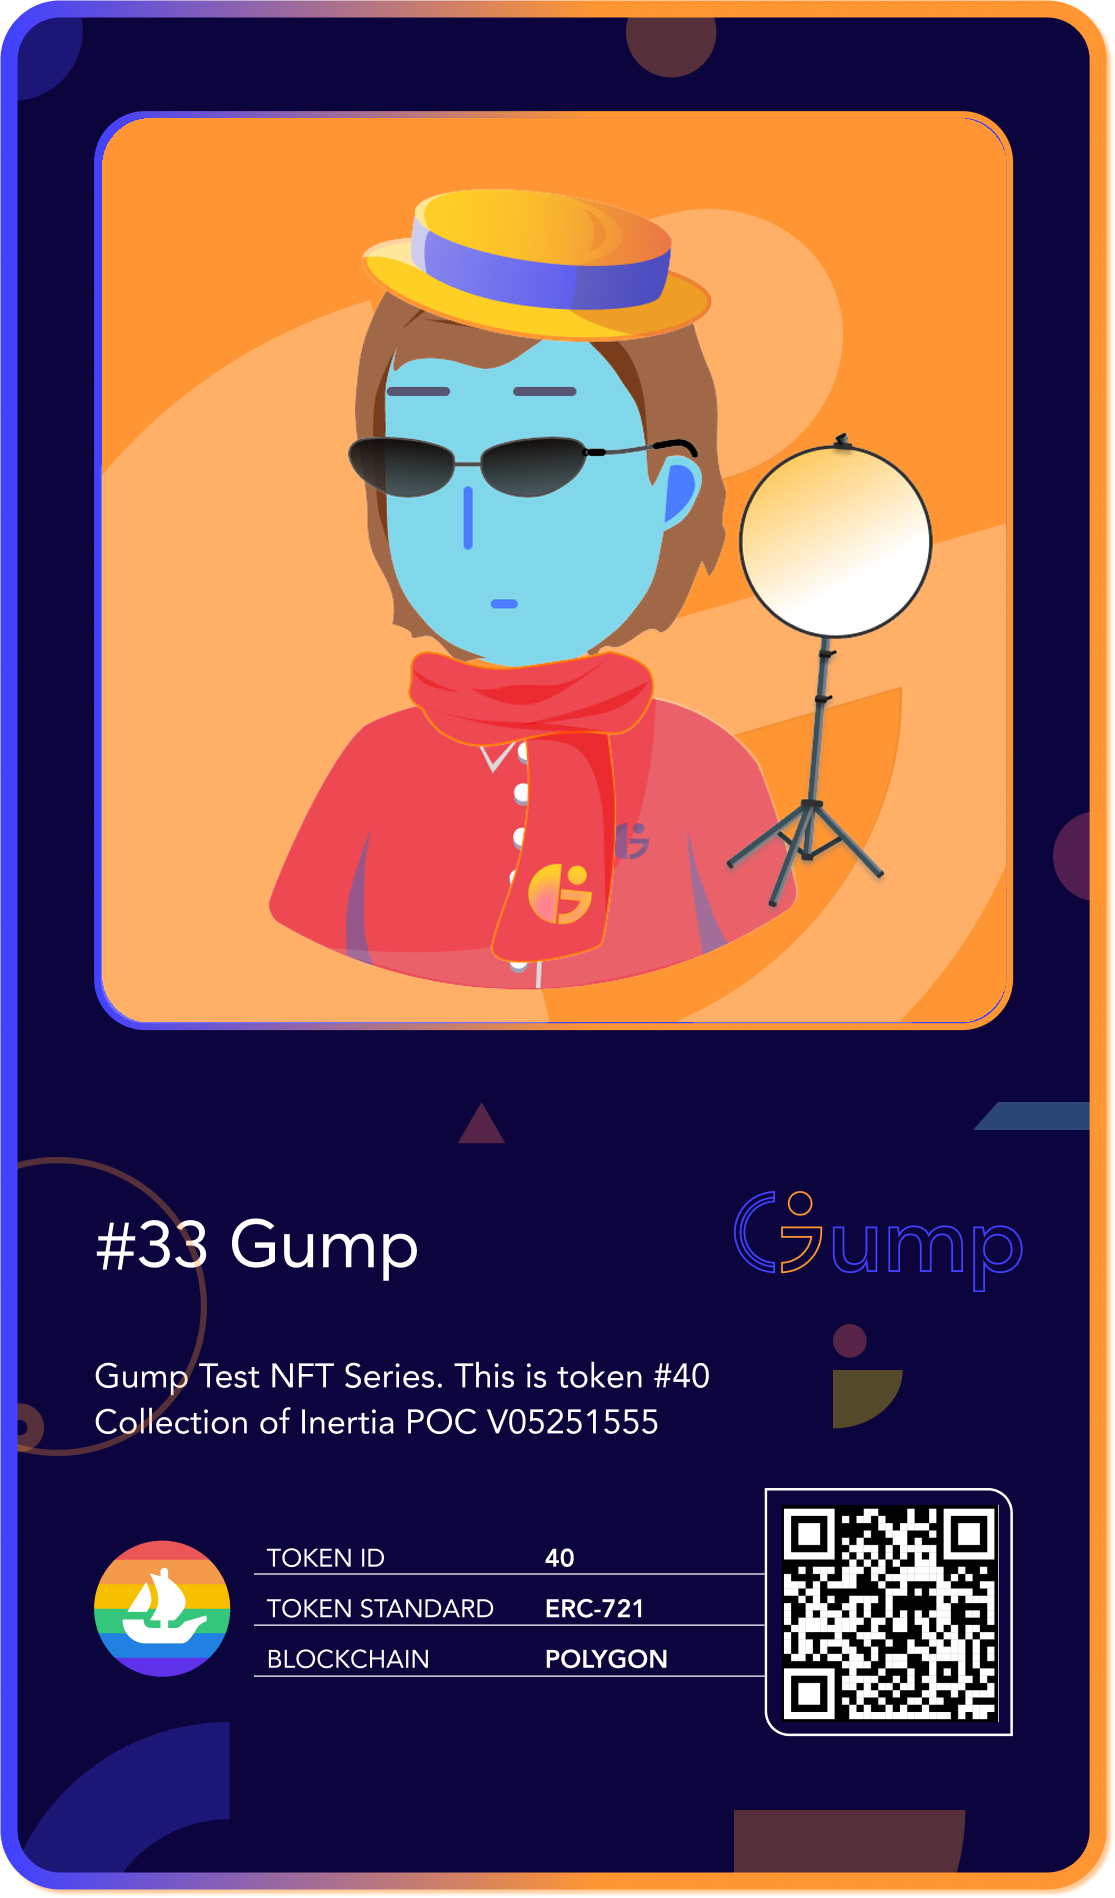 #33 Gump
Gump
Gump Test NFT Series. This is token #40
Collection of Inertia POC V05251555
TOKEN ID 40
TOKEN STANDARD ERC-721
BLOCKCHAIN POLYGON